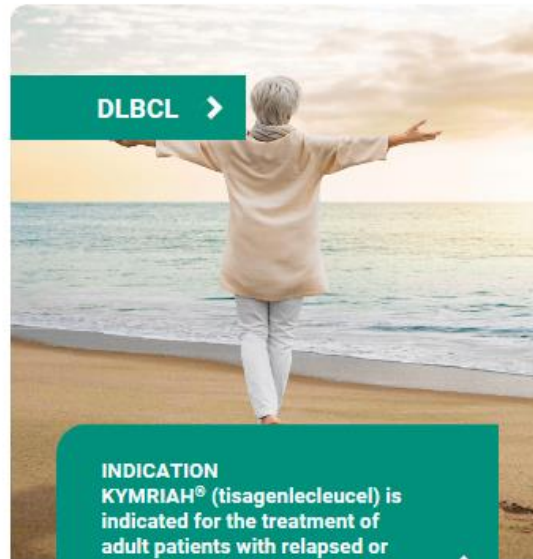 DLBCL
INDICATION
KYMRIAH® (tisagenlecleucel) is
indicated for the treatment of
adult patients with relapsed or